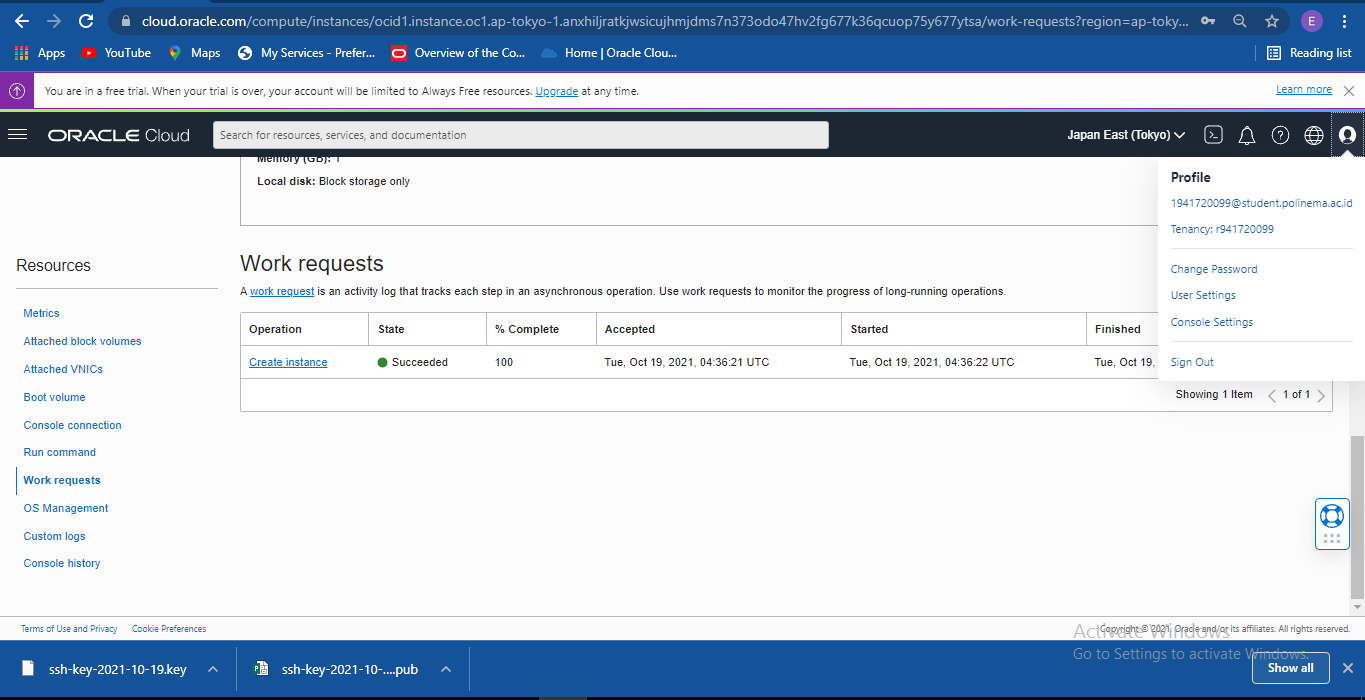 cloud.oracle.com/compute/instances/ocid1.instance.oc1.ap-tokyo-1.anxhiljratkjwsicujhmjdms7n373odo47hv2fg677k36qcuop75y677ytsa/work-requests?region=ap-toky...
E
Apps YouTube Maps My Services - Prefer... Overview of the Co... Home | Oracle Clou... Reading list
You are in a free trial. When your trial is over, your account will be limited to Always Free resources. Upgrade at any time. Learn more
ORACLE Cloud Search for resources, services, and documentation Japan East (Tokyo)
Memory (GB): 1
Local disk: Block storage only
Profile
1941720099@student.polinema.ac.id
Tenancy: r941720099
Change Password
User Settings
Console Settings
Sign Out
Resources
Metrics
Attached block volumes
Attached VNICs
Boot volume
Console connection
Run command
Work requests
OS Management
Custom logs
Console history
Work requests
A work request is an activity log that tracks each step in an asynchronous operation. Use work requests to monitor the progress of long-running operations.
Operation State % Complete Accepted Started Finished
Create instance Succeeded 100 Tue, Oct 19, 2021, 04:36:21 UTC Tue, Oct 19, 2021, 04:36:22 UTC Tue, Oct 19,
Showing 1 Item 1 of 1
Terms of Use and Privacy Cookie Preferences Copyright © 2021, Oracle and/or its affiliates. All rights reserved.
Activate Windows
Go to Settings to activate Windows.
ssh-key-2021-10-19.key ssh-key-2021-10-....pub Show all